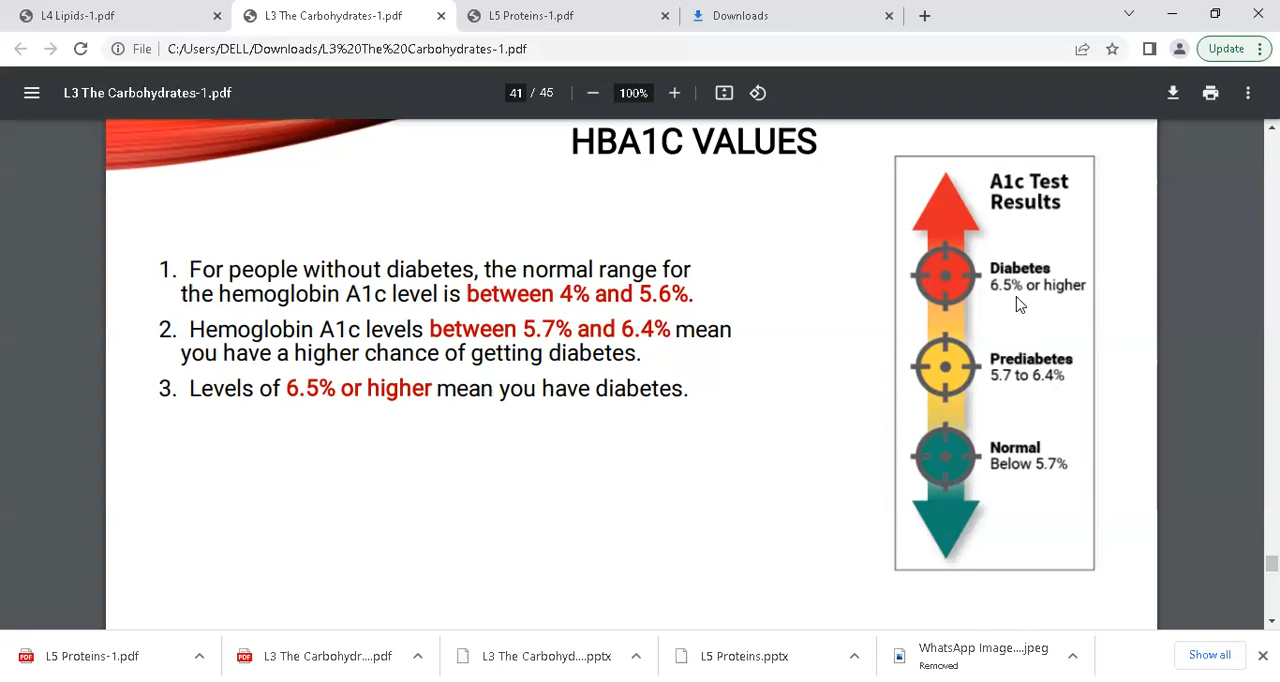 L4 Lipids-1.pdf
L3 The Carbohydrates-1.pdf
L5 Proteins-1.pdf
Downloads
File
C:/Users/DELL/Downloads/L3%20The%20Carbohydrates-1.pdf
Update
L3 The Carbohydrates-1.pdf
41 / 45
100%
HBA1C VALUES
1. For people without diabetes, the normal range for
the hemoglobin A1c level is between 4% and 5.6%.
2. Hemoglobin A1c levels between 5.7% and 6.4% mean
you have a higher chance of getting diabetes.
3. Levels of 6.5% or higher mean you have diabetes.
A1c Test
Results
Diabetes
6.5% or higher
Prediabetes
5.7 to 6.4%
Normal
Below 5.7%
L5 Proteins-1.pdf
L3 The Carbohydr....pdf
L3 The Carbohyd....pptx
L5 Proteins.pptx
WhatsApp Image....jpeg
Removed
Show all